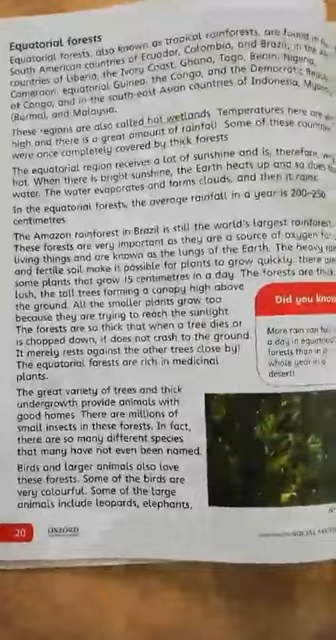 Equatorial forests
Equatorial forests, also known as tropical rainforests, are found in
South American countries of Ecuador, Colombia, and Brazil, in the
countries of Liberia, the Ivory Coast, Ghana, Togo, Benin, Nigeria,
Cameroon, equatorial Guinea, the Congo, and the Democratic
of Congo, and in the south-east Asian countries of Indonesia,
(Burma), and Malaysia.
These regions are also called hot wetlands. Temperatures here are
high and there is a great amount of rainfall. Some of these
were once completely covered by thick forests
The equatorial region receives a lot of sunshine and is, therefore,
hot. When there is bright sunshine, the Earth heats up and so does
water. The water evaporates and forms clouds, and then it rains
In the equatorial forests, the average rainfall in a year is 200–250
centimetres
The Amazon rainforest in Brazil is still the world's largest rainforest
These forests are very important as they are a source of oxygen
living things and are known as the lungs of the Earth. The heavy
and fertile soil make it possible for plants to grow quickly. there are
some plants that grow 15 centimetres in a day. The forests are
lush, the tall trees forming a canopy high above
the ground. All the smaller plants grow too
because they are trying to reach the sunlight.
The forests are so thick that when a tree dies or
is chopped down, it does not crash to the ground.
It merely rests against the other trees close by!
The equatorial forests are rich in medicinal
plants.
Did you
More rain can
a day in
forests than in a
whole year in a
desert!
The great variety of trees and thick
undergrowth provide animals with
good homes. There are millions of
small insects in these forests. In fact,
there are so many different species
that many have not even been named.
Birds and larger animals also love
these forests. Some of the birds are
very colourful. Some of the large
animals include leopards, elephants,
20
OXFORD